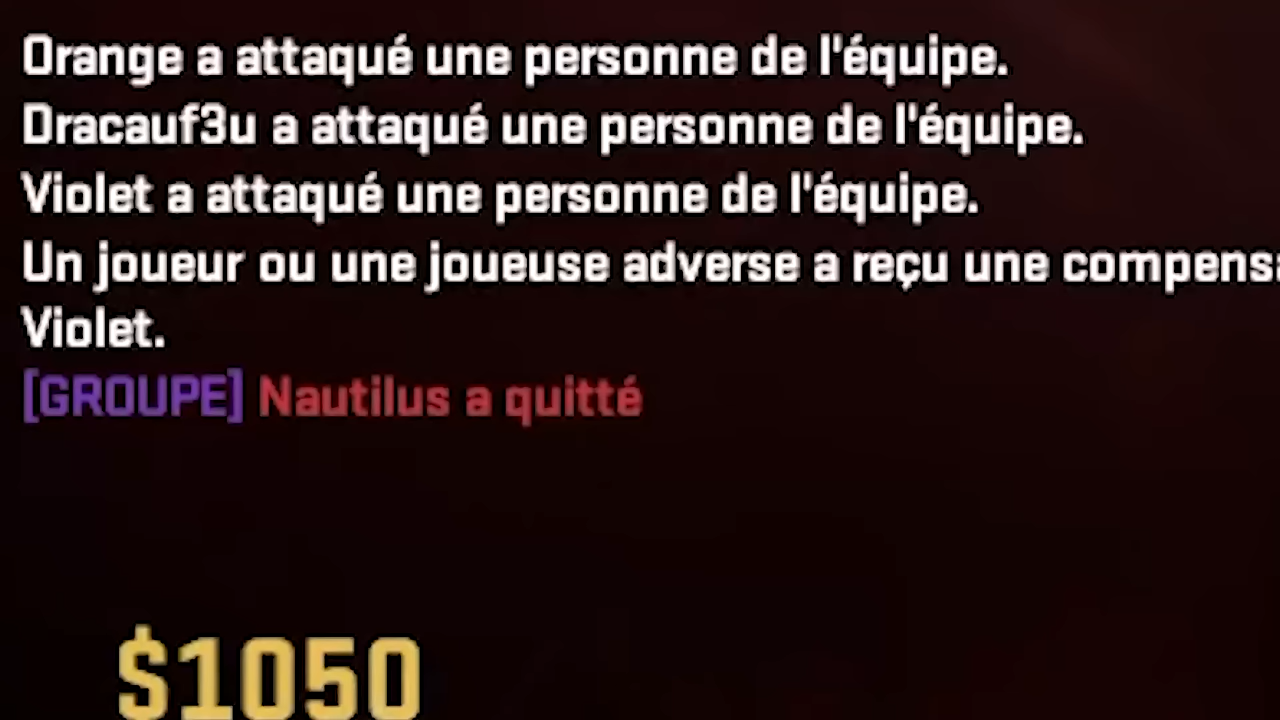 Orange a attaqué une personne de l'équipe.
Dracauf3u a attaqué une personne de l'équipe.
Violet a attaqué une personne de l'équipe.
Un joueur ou une joueuse adverse a reçu une compens
Violet.
[GROUPE] Nautilus a quitté
$1050